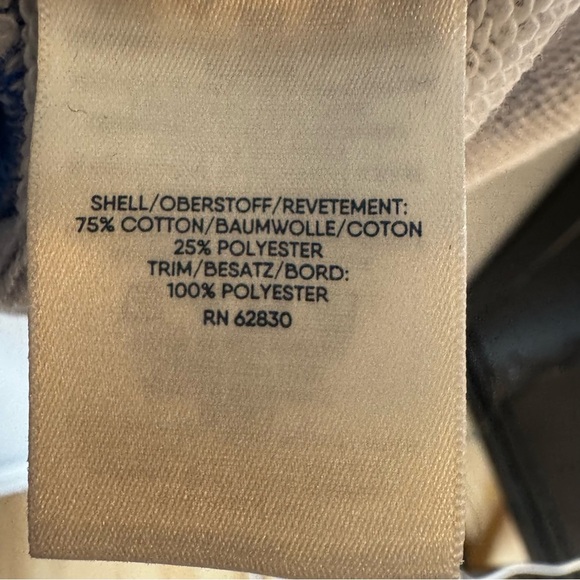 SHELL/OBERSTOFF/REVETEMENT:
75% COTTON/BAUMWOLLE/COTON
25% POLYESTER
TRIM/BESATZ/BORD:
100% POLYESTER
RN 62830